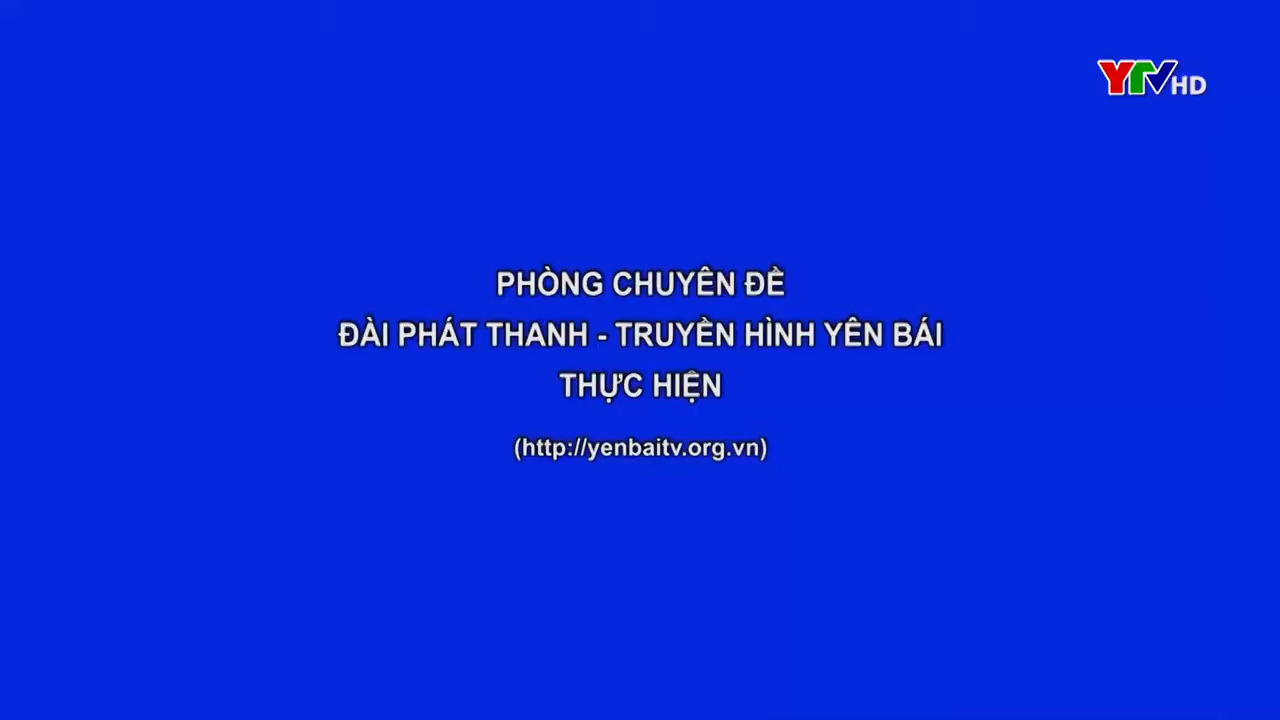 YTV HD
PHÒNG CHUYÊN ĐỀ
ĐÀI PHÁT THANH - TRUYỀN HÌNH YÊN BÁI
THỰC HIỆN
(http://yenbaitv.org.vn)